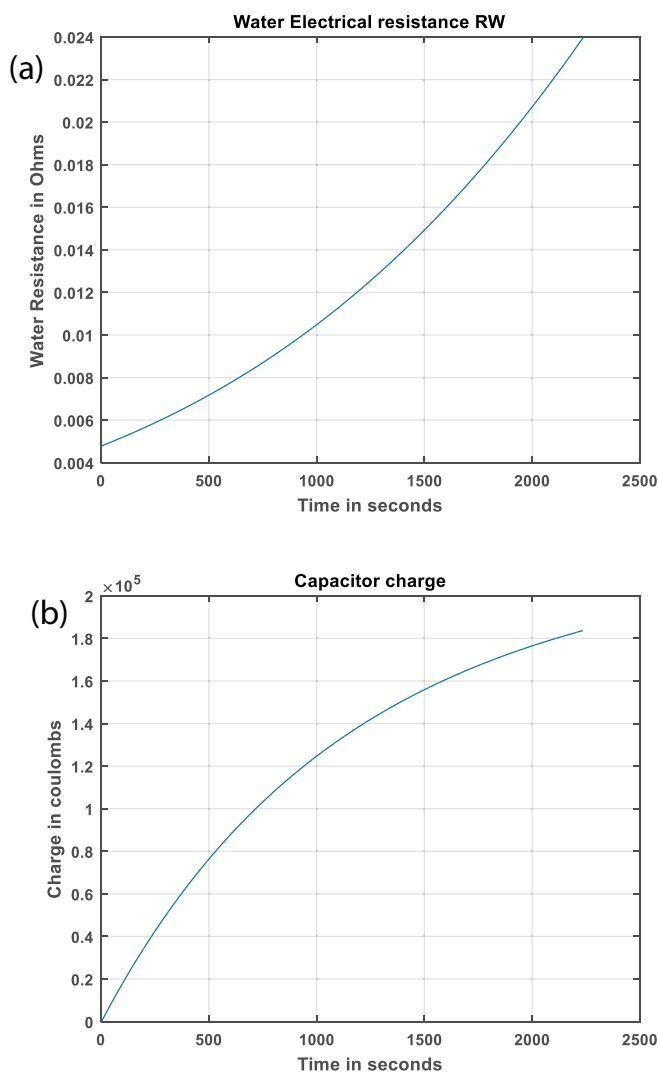 Water Electrical resistance RW
(a)
0.024
0.022
0.02
0.018
0.016
0.014
0.012
0.01
0.008
0.006
0.004
Water Resistance in Ohms
0 500 1000 1500 2000 2500
Time in seconds
Capacitor charge
(b)
×10⁵
2
1.8
1.6
1.4
1.2
1
0.8
0.6
0.4
0.2
0
Charge in coulombs
0 500 1000 1500 2000 2500
Time in seconds